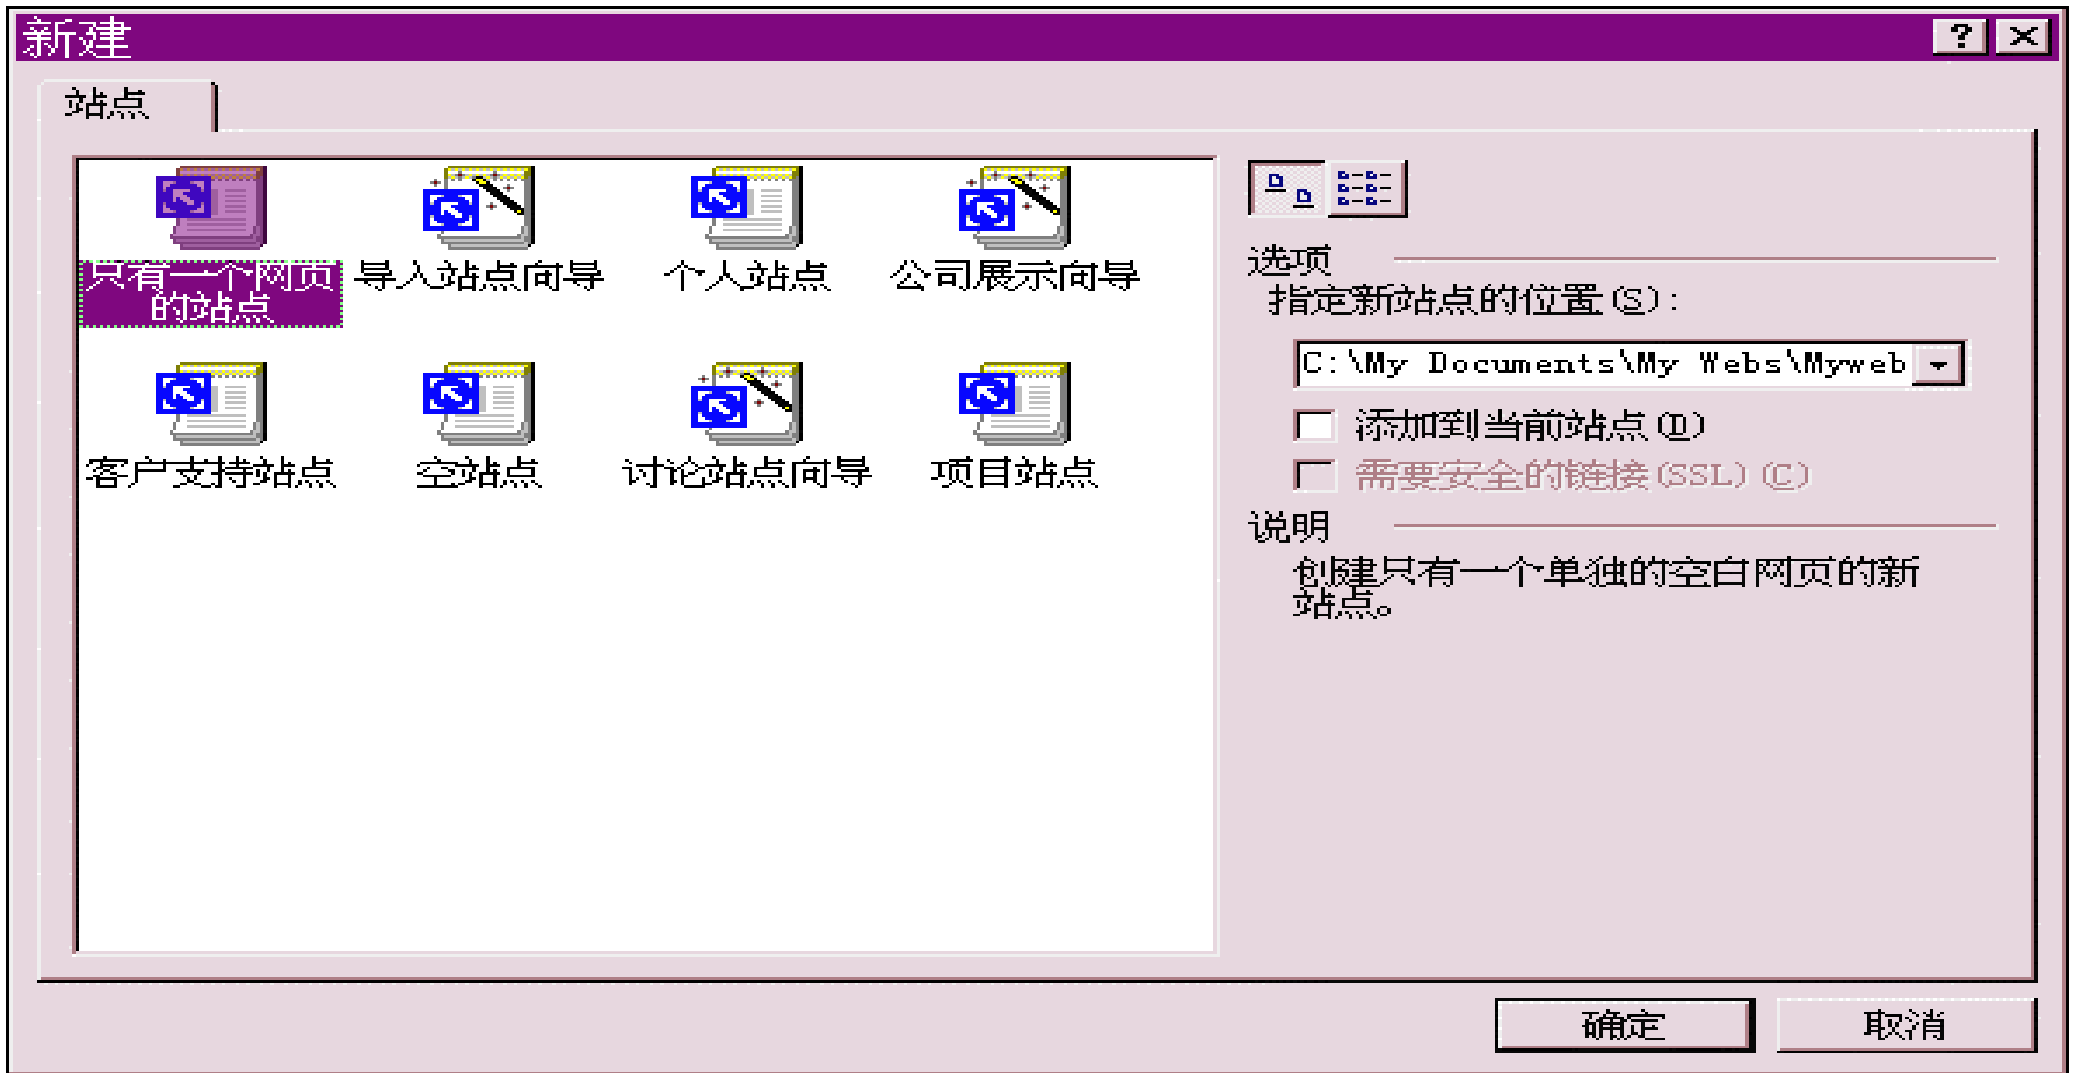 新建
站点
只有一个网页
的站点
导入站点向导
个人站点
公司展示向导
客户支持站点
空站点
讨论站点向导
项目站点
选项
指定新站点的位置(S):
C:\My Documents\My Webs\Myweb
添加到当前站点(D)
需要安全的链接(SSL)(C)
说明
创建只有一个单独的空白网页的新
站点。
确定
取消